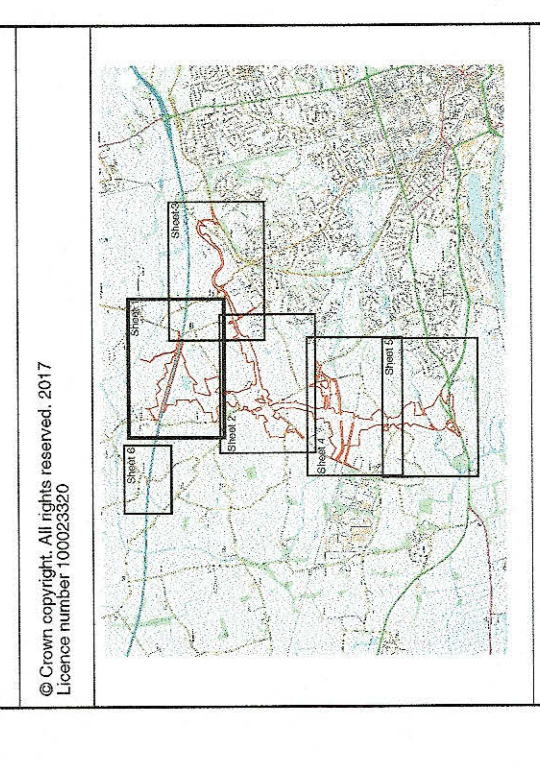 © Crown copyright. All rights reserved. 2017
Licence number 100023320
Sheet 6
Sheet
Sheet 3
Sheet 2
Sheet 4
Sheet 5